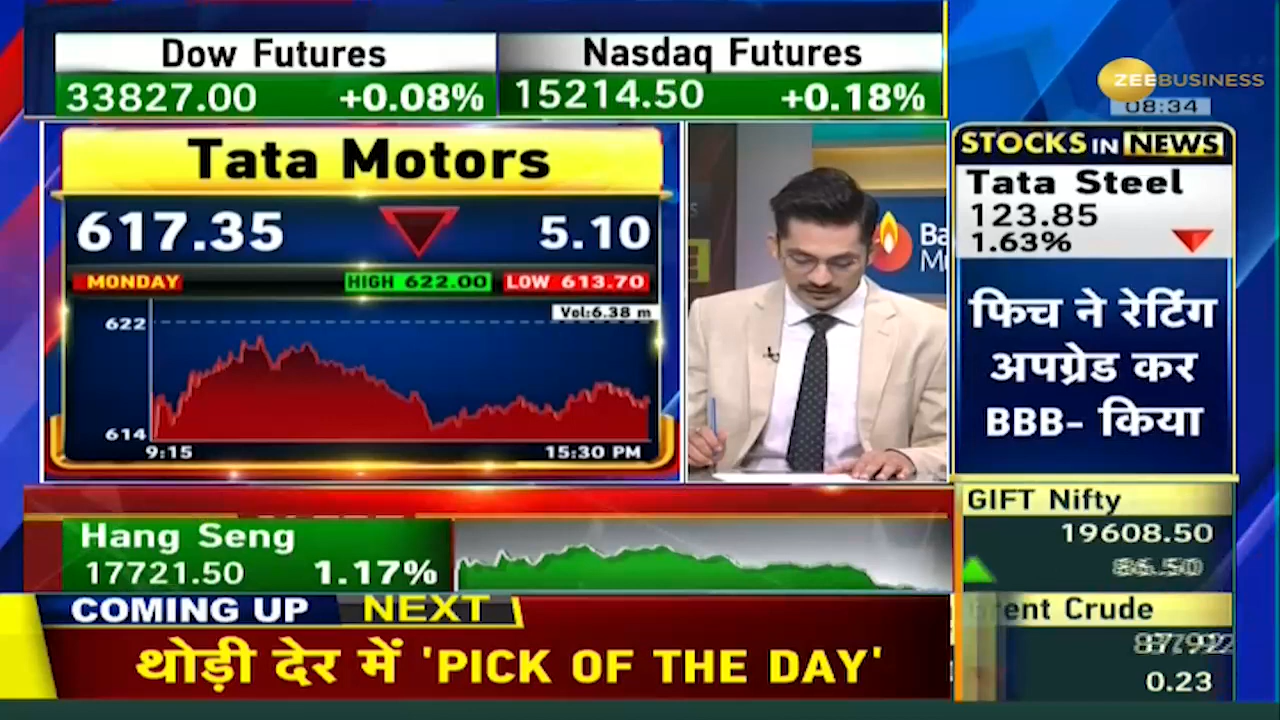 Dow Futures
33827.00 +0.08%
Nasdaq Futures
15214.50 +0.18%
ZEEBUSINESS
08:34
Tata Motors
617.35 5.10
MONDAY HIGH 622.00 LOW 613.70
Vol:6.38 m
622
614
9:15 15:30 PM
STOCKS IN NEWS
Tata Steel
123.85
1.63%
फिच ने रेटिंग
अपग्रेड कर
BBB- किया
GIFT Nifty
19608.50
86.50
Crude
0.23
Hang Seng
17721.50 1.17%
COMING UP NEXT
थोड़ी देर में 'PICK OF THE DAY'